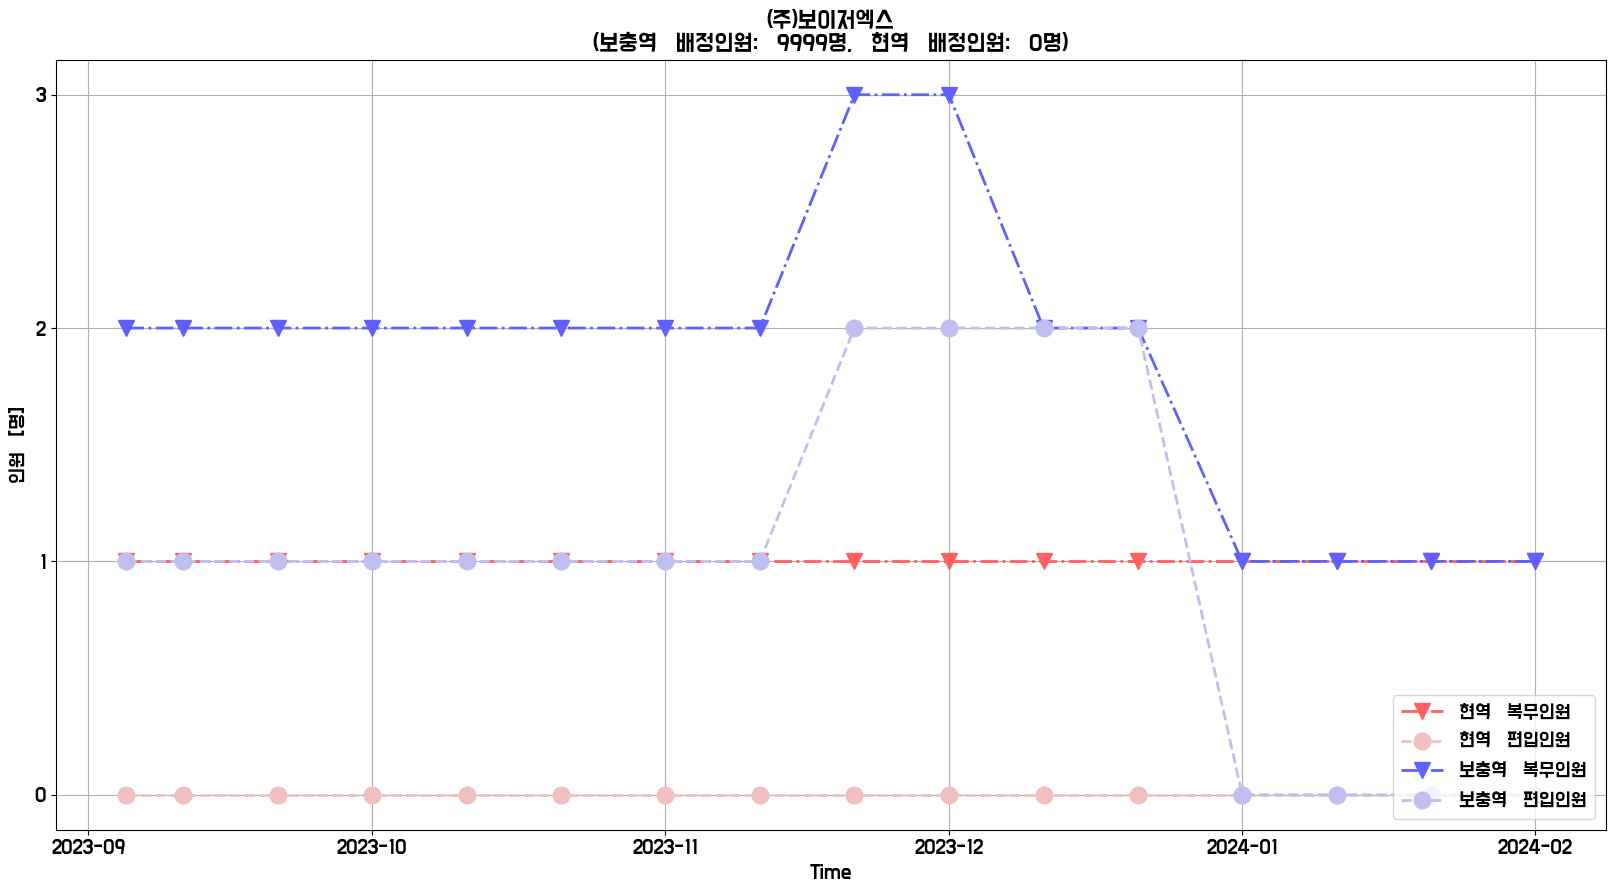 (주)보이저엑스
(보충역 배정인원: 9999명, 현역 배정인원: 0명)
인원 [명]
3
2
1
0
현역 복무인원
현역 편입인원
보충역 복무인원
보충역 편입인원
2023-09 2023-10 2023-11 2023-12 2024-01 2024-02
Time